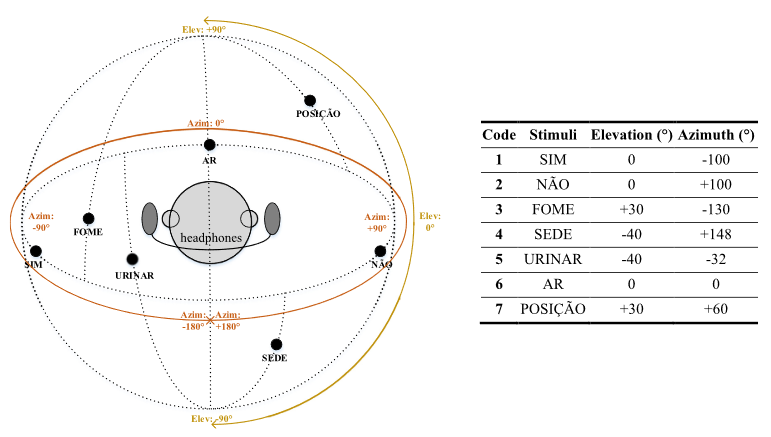 Elev: +90°
POSIÇÃO
Azim: 0°
AR
Azim:
-90°
FOME
headphones
Azim:
+90°
Elev:
0°
SIM
URINAR
NÃO
Azim:
-180°
Azim:
+180°
SEDE
Elev: -90°
Code Stimuli Elevation (°) Azimuth (°)
1 SIM 0 -100
2 NÃO 0 +100
3 FOME +30 -130
4 SEDE -40 +148
5 URINAR -40 -32
6 AR 0 0
7 POSIÇÃO +30 +60